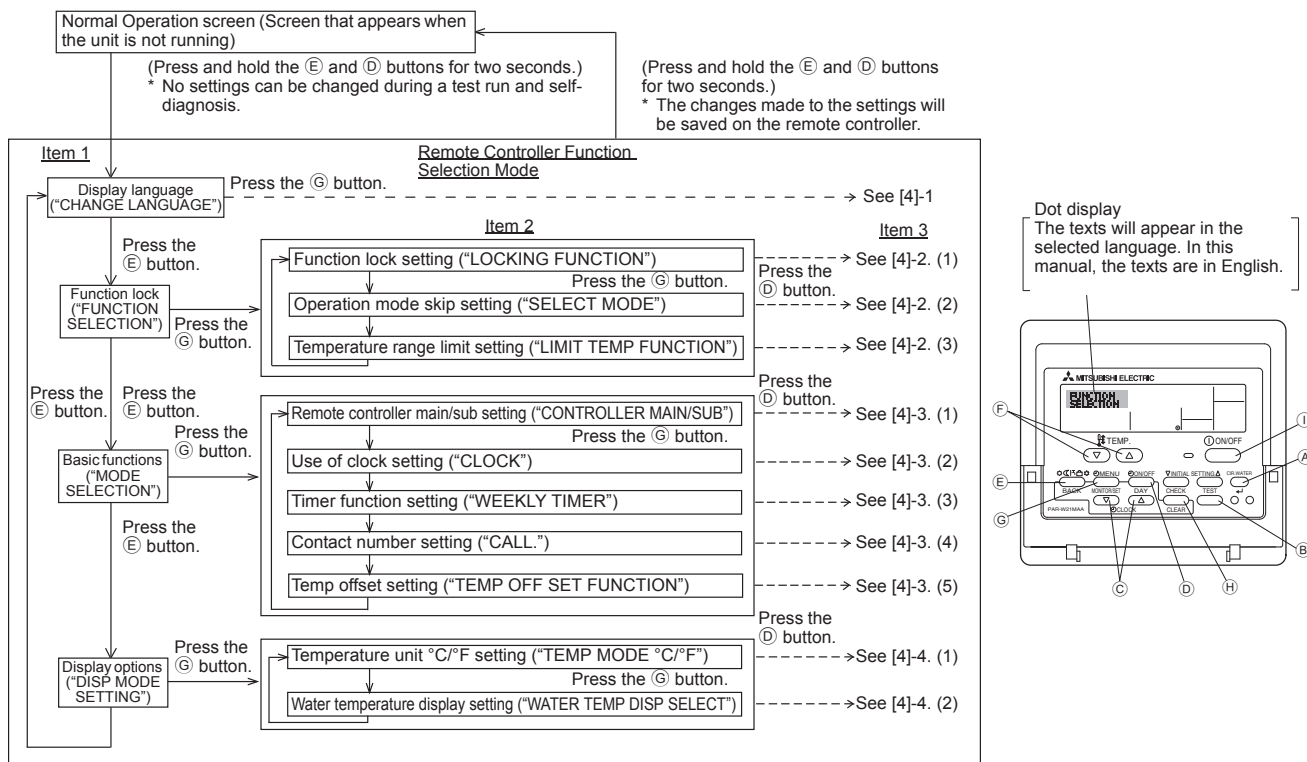 Normal Operation screen (Screen that appears when
the unit is not running)
(Press and hold the Ⓔ and Ⓓ buttons for two seconds.)
* No settings can be changed during a test run and self-
diagnosis.
(Press and hold the Ⓔ and Ⓓ buttons
for two seconds.)
* The changes made to the settings will
be saved on the remote controller.
Item 1
Remote Controller Function
Selection Mode
Display language
("CHANGE LANGUAGE")
Press the Ⓖ button.
See [4]-1
Item 2
Item 3
Press the
Ⓔ button.
Function lock
("FUNCTION
SELECTION")
Press the
Ⓖ button.
Function lock setting ("LOCKING FUNCTION")
Press the Ⓖ button.
Operation mode skip setting ("SELECT MODE")
Temperature range limit setting ("LIMIT TEMP FUNCTION")
Press the
Ⓓ button.
See [4]-2. (1)
See [4]-2. (2)
See [4]-2. (3)
Press the
Ⓔ button.
Press the
Ⓔ button.
Press the
Ⓖ button.
Basic functions
("MODE
SELECTION")
Remote controller main/sub setting ("CONTROLLER MAIN/SUB")
Press the Ⓖ button.
Use of clock setting ("CLOCK")
Timer function setting ("WEEKLY TIMER")
Contact number setting ("CALL.")
Temp offset setting ("TEMP OFF SET FUNCTION")
Press the
Ⓓ button.
See [4]-3. (1)
See [4]-3. (2)
See [4]-3. (3)
See [4]-3. (4)
See [4]-3. (5)
Press the
Ⓔ button.
Press the
Ⓖ button.
Display options
("DISP MODE
SETTING")
Temperature unit °C/°F setting ("TEMP MODE °C/°F")
Press the Ⓖ button.
Water temperature display setting ("WATER TEMP DISP SELECT")
Press the
Ⓓ button.
See [4]-4. (1)
See [4]-4. (2)
Dot display
The texts will appear in the
selected language. In this
manual, the texts are in English.
MITSUBISHI ELECTRIC
FUNCTION
SELECTION
TEMP.
ON/OFF
MENU
ON/OFF
INITIAL SETTING
CIR.WATER
BACK
MONITOR/SET
DAY
CHECK
TEST
PAR-W21MAA
CLOCK
CLEAR
Ⓕ
Ⓔ
Ⓖ
Ⓒ
Ⓓ
Ⓗ
Ⓘ
Ⓐ
Ⓑ